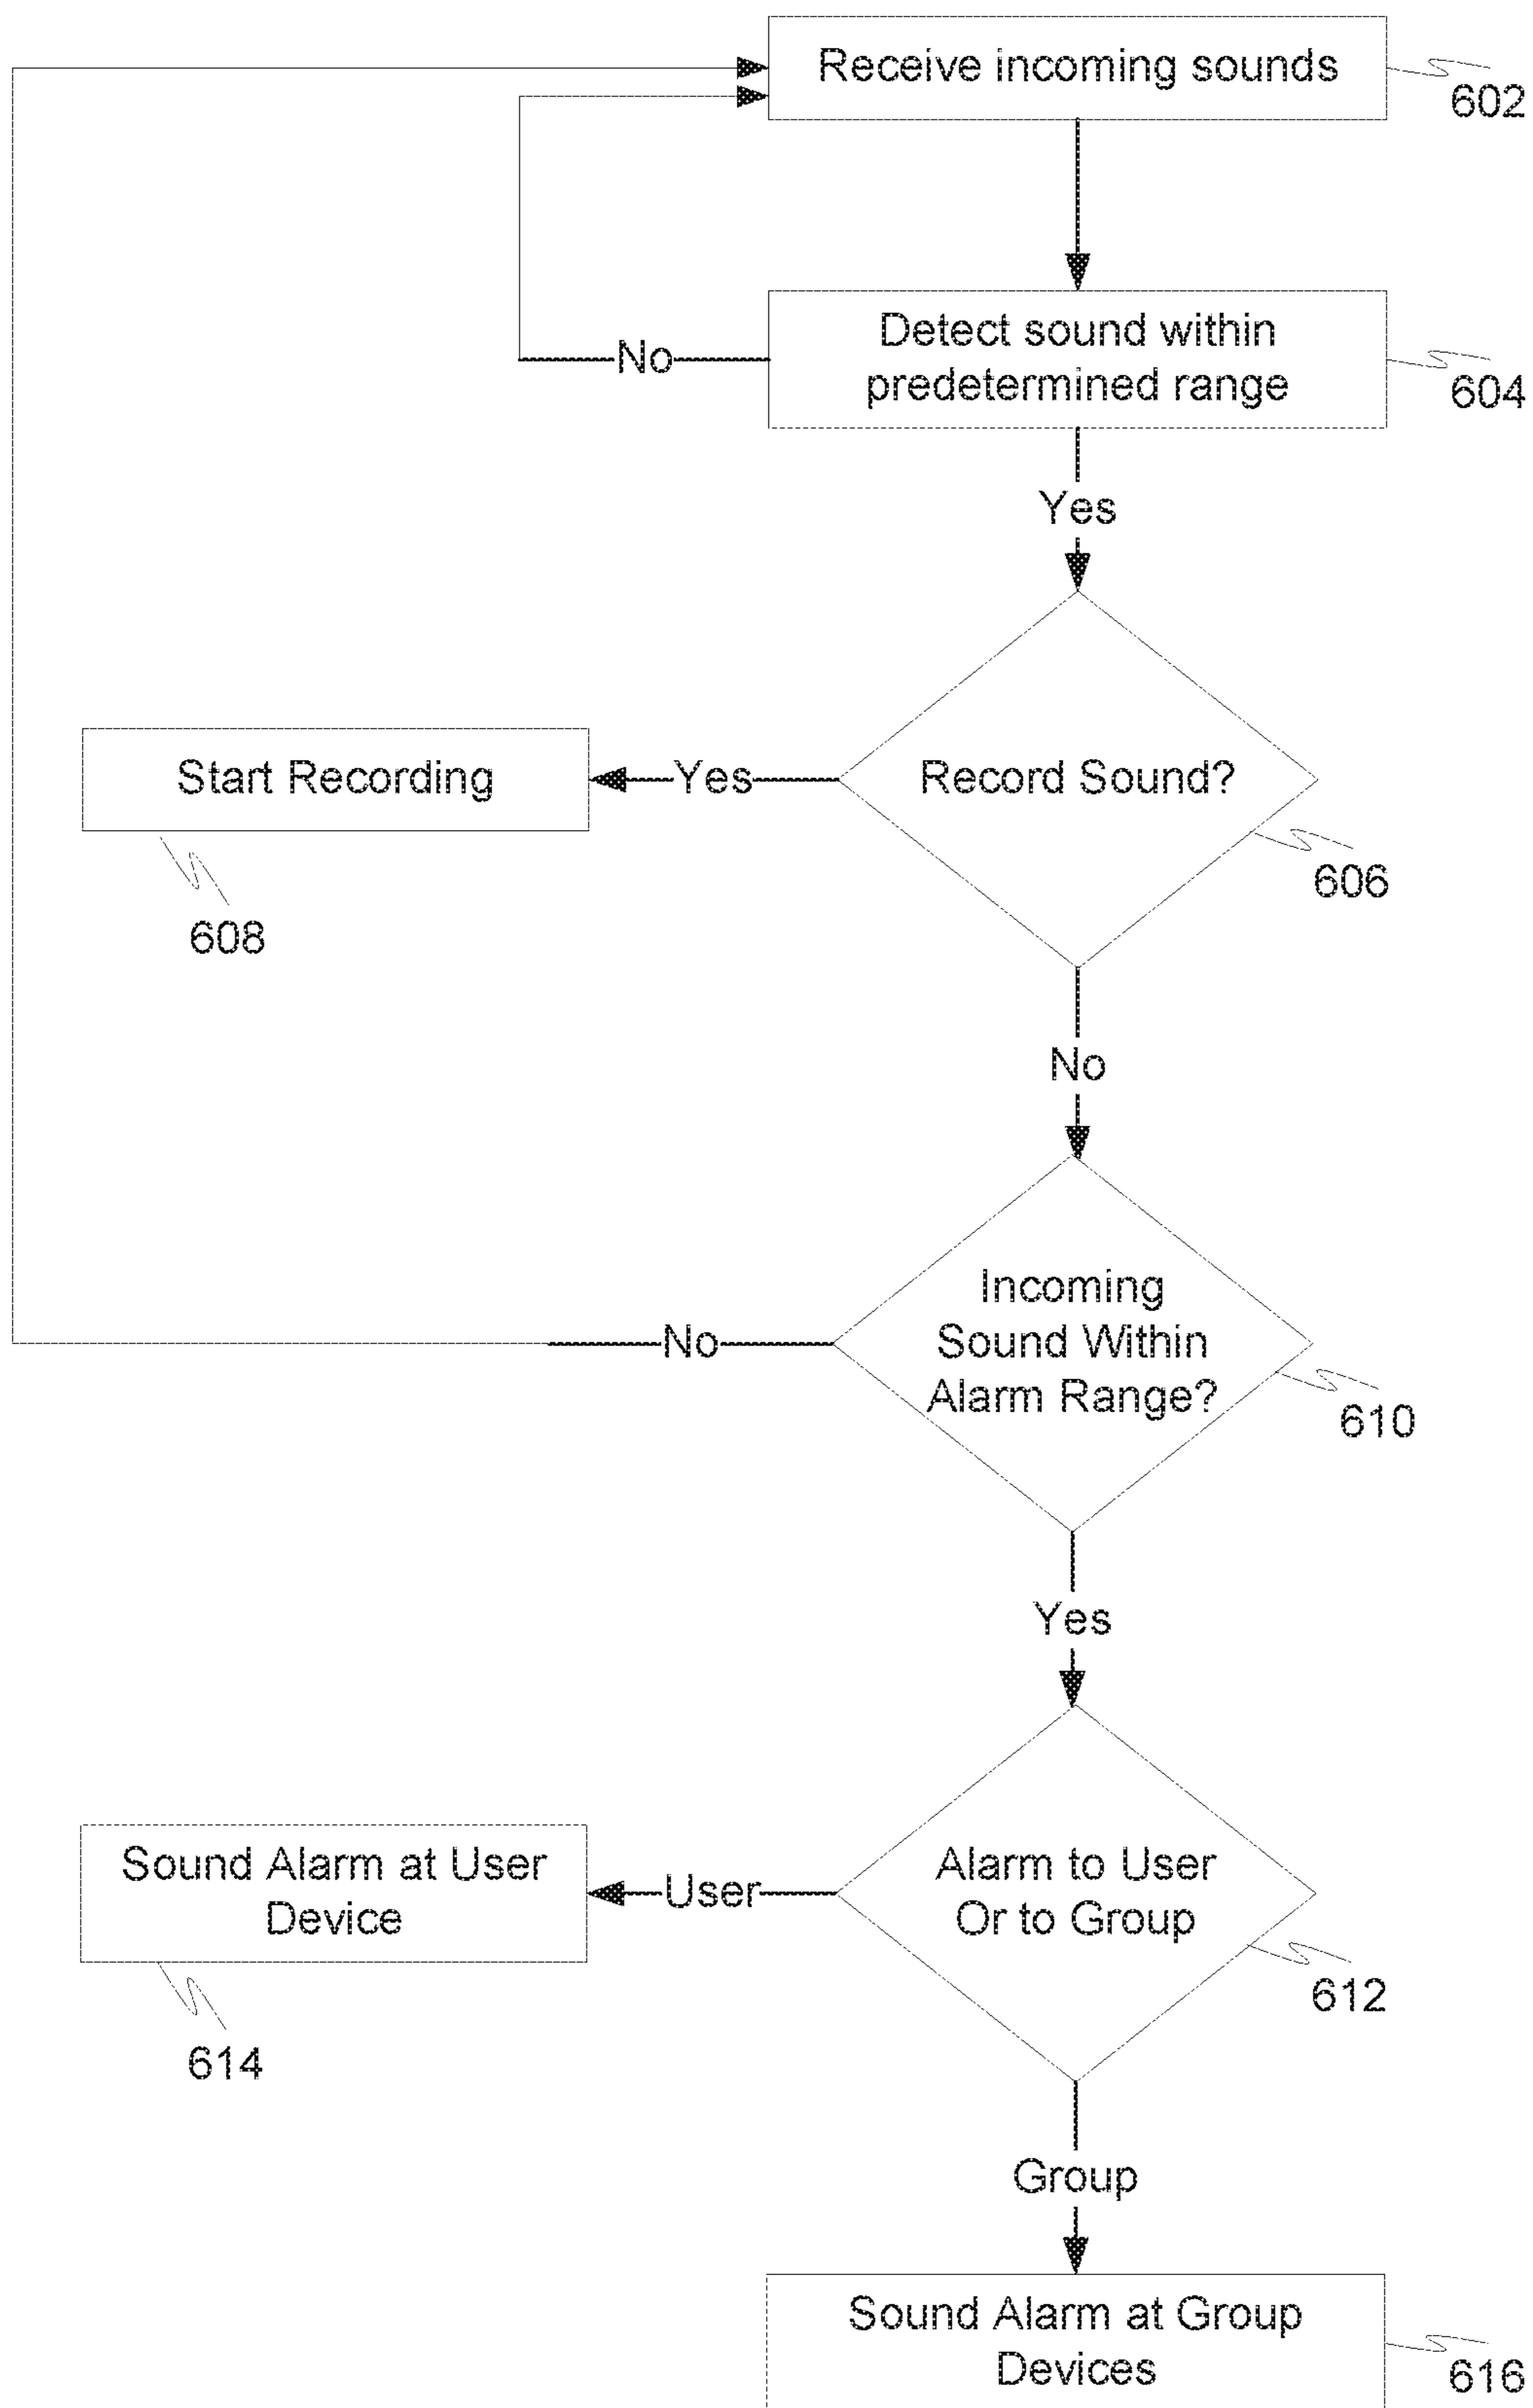 Receive incoming sounds
602
Detect sound within
predetermined range
604
No
Yes
Record Sound?
606
Yes
Start Recording
608
No
Incoming
Sound Within
Alarm Range?
610
No
Yes
Alarm to User
Or to Group
612
User
Sound Alarm at User
Device
614
Group
Sound Alarm at Group
Devices
616